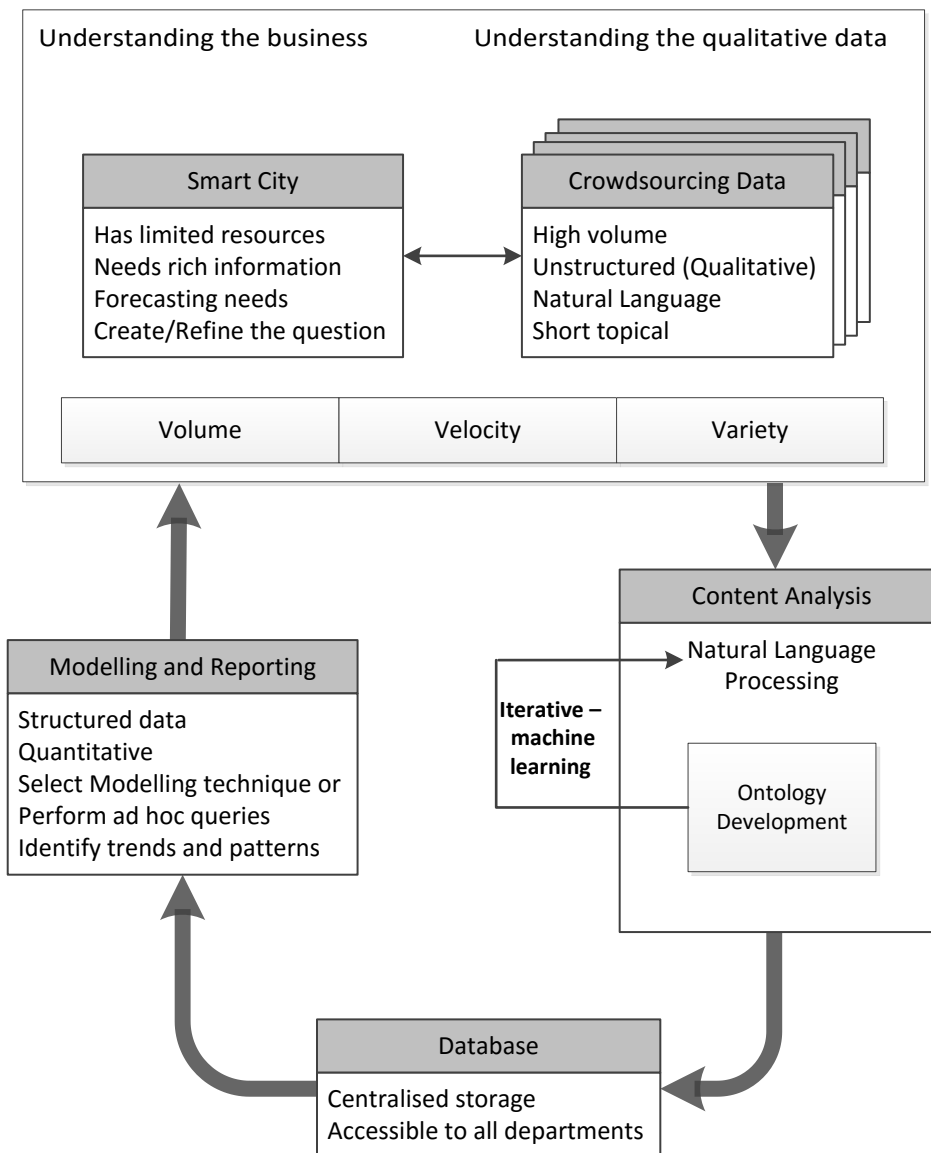 Understanding the business
Understanding the qualitative data
Smart City
Has limited resources
Needs rich information
Forecasting needs
Create/Refine the question
Crowdsourcing Data
High volume
Unstructured (Qualitative)
Natural Language
Short topical
Volume
Velocity
Variety
Content Analysis
Natural Language
Processing
Iterative –
machine
learning
Ontology
Development
Modelling and Reporting
Structured data
Quantitative
Select Modelling technique or
Perform ad hoc queries
Identify trends and patterns
Database
Centralised storage
Accessible to all departments